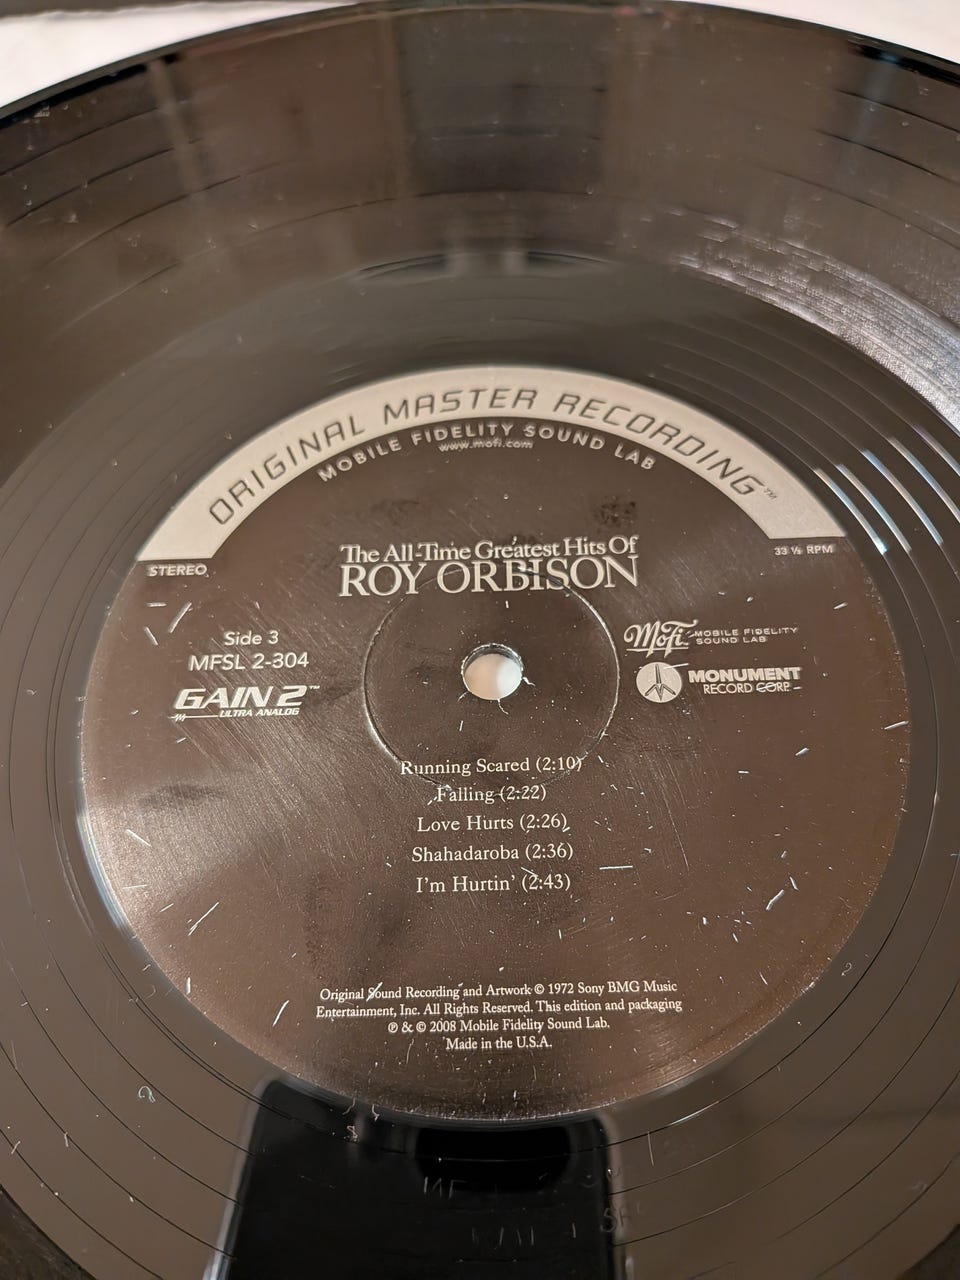 ORIGINAL MASTER RECORDING™
MOBILE FIDELITY SOUND LAB
www.mofi.com
STEREO
33 ⅓ RPM
The All-Time Greatest Hits Of
ROY ORBISON
Side 3
MFSL 2-304
GAIN 2™
ULTRA ANALOG
MoFi MOBILE FIDELITY
SOUND LAB
MONUMENT
RECORD CORP.
Running Scared (2:10)
Falling (2:22)
Love Hurts (2:26)
Shahadaroba (2:36)
I'm Hurtin' (2:43)
Original Sound Recording and Artwork © 1972 Sony BMG Music
Entertainment, Inc. All Rights Reserved. This edition and packaging
℗ & © 2008 Mobile Fidelity Sound Lab.
Made in the U.S.A.